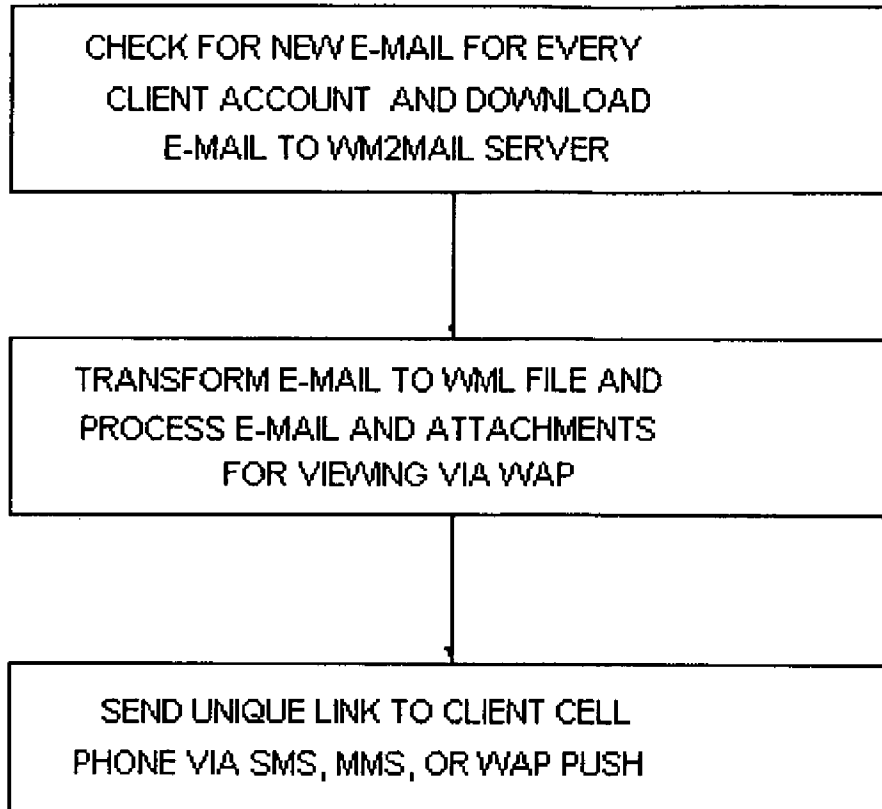 CHECK FOR NEW E-MAIL FOR EVERY
CLIENT ACCOUNT AND DOWNLOAD
E-MAIL TO WM2MAIL SERVER
TRANSFORM E-MAIL TO WML FILE AND
PROCESS E-MAIL AND ATTACHMENTS
FOR VIEWING VIA WAP
SEND UNIQUE LINK TO CLIENT CELL
PHONE VIA SMS, MMS, OR WAP PUSH